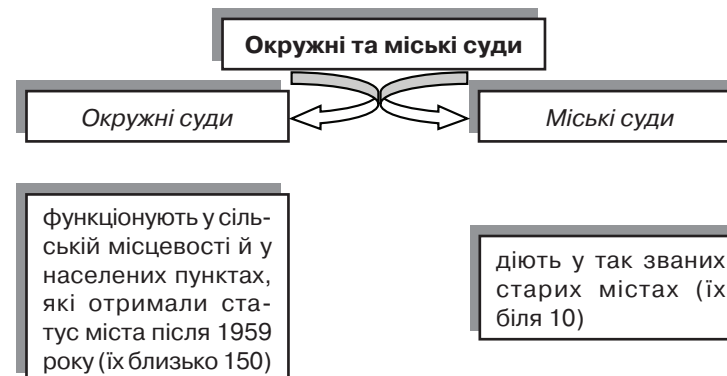 Окружні та міські суди
Окружні суди
Міські суди
функціонують у сіль-
ській місцевості й у
населених пунктах,
які отримали ста-
тус міста після 1959
року (їх близько 150)
діють у так званих
старих містах (їх
біля 10)